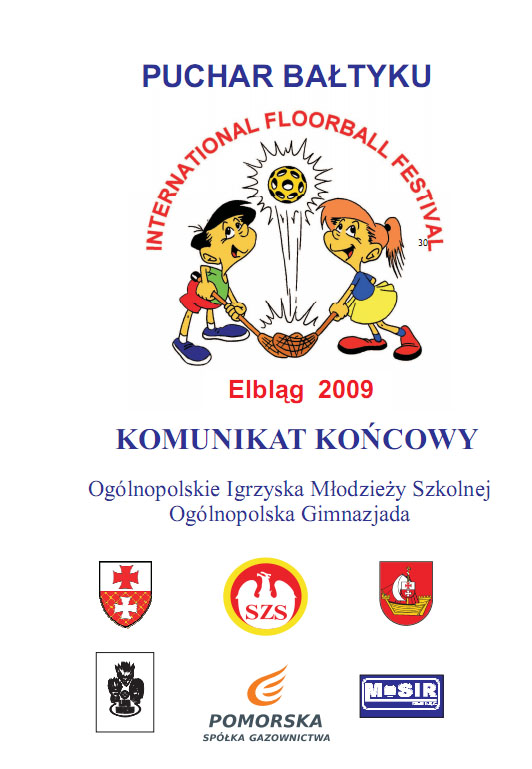 PUCHAR BAŁTYKU
INTERNATIONAL FLOORBALL FESTIVAL
30
Elbląg 2009
KOMUNIKAT KOŃCOWY
Ogólnopolskie Igrzyska Młodzieży Szkolnej
Ogólnopolska Gimnazjada
SZS
POMORSKA
SPÓŁKA GAZOWNICTWA
MOSIR